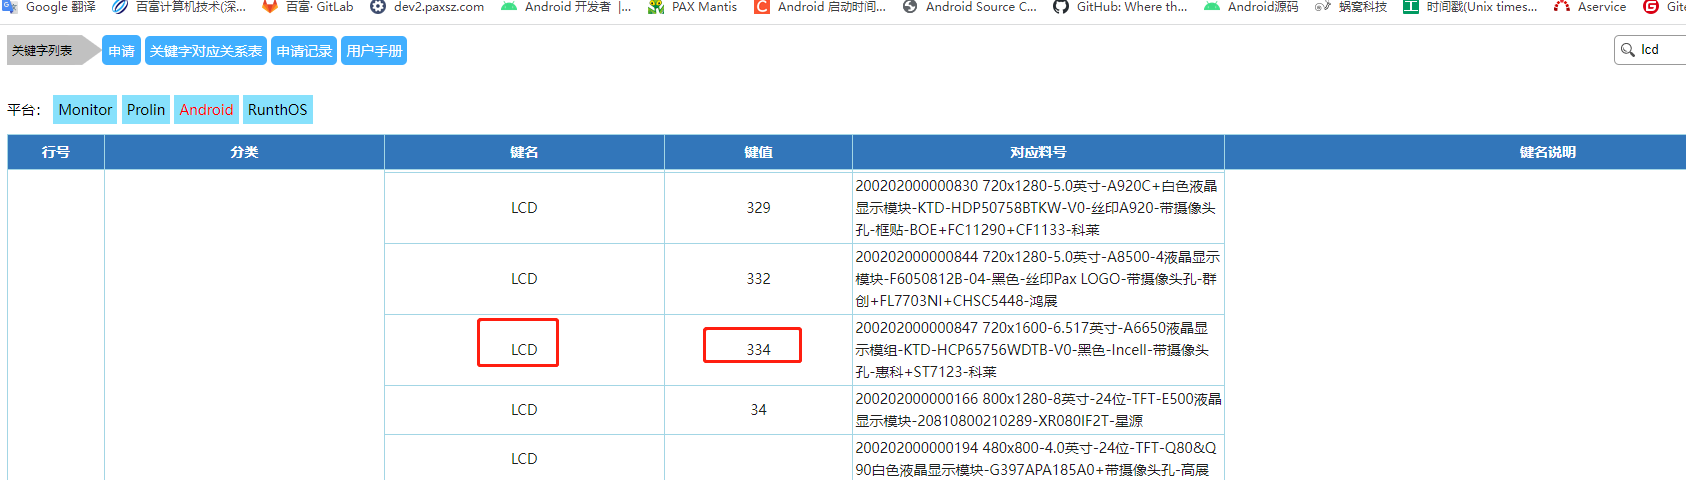 Google 翻译 百富计算机技术(深... 百富· GitLab dev2.paxsz.com Android 开发者 |... PAX Mantis Android 启动时间... Android Source C... GitHub: Where th... Android源码 蜗窝科技 时间戳(Unix times... Aservice Gite
关键字列表 申请 关键字对应关系表 申请记录 用户手册 lcd
平台: Monitor Prolin Android RunthOS
行号 分类 键名 键值 对应料号 键名说明
LCD 329
200202000000830 720x1280-5.0英寸-A920C+白色液晶
显示模块-KTD-HDP50758BTKW-V0-丝印A920-带摄像头
孔-框贴-BOE+FC11290+CF1133-科莱
LCD 332
200202000000844 720x1280-5.0英寸-A8500-4液晶显示
模块-F6050812B-04-黑色-丝印Pax LOGO-带摄像头孔-群
创+FL7703NI+CHSC5448-鸿展
LCD 334
200202000000847 720x1600-6.517英寸-A6650液晶显
示模组-KTD-HCP65756WDTB-V0-黑色-Incell-带摄像头
孔-惠科+ST7123-科莱
LCD 34
200202000000166 800x1280-8英寸-24位-TFT-E500液晶
显示模块-20810800210289-XR080IF2T-星源
LCD
200202000000194 480x800-4.0英寸-24位-TFT-Q80&Q
90白色液晶显示模块-G397APA185A0+带摄像头孔-高展